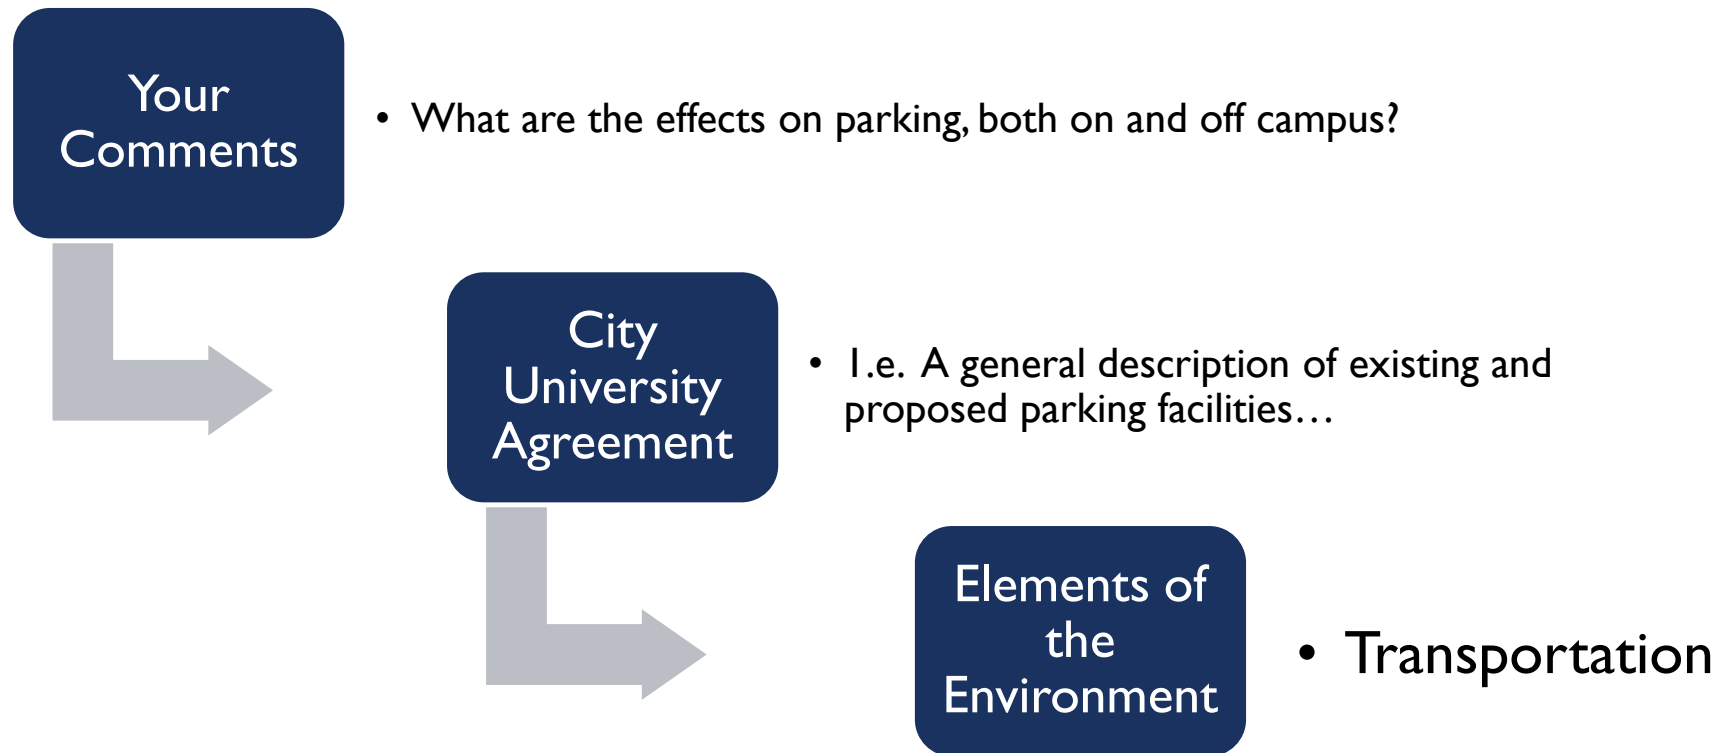 Your
Comments
• What are the effects on parking, both on and off campus?
City
University
Agreement
• 1.e. A general description of existing and
proposed parking facilities…
Elements of
the
Environment
• Transportation